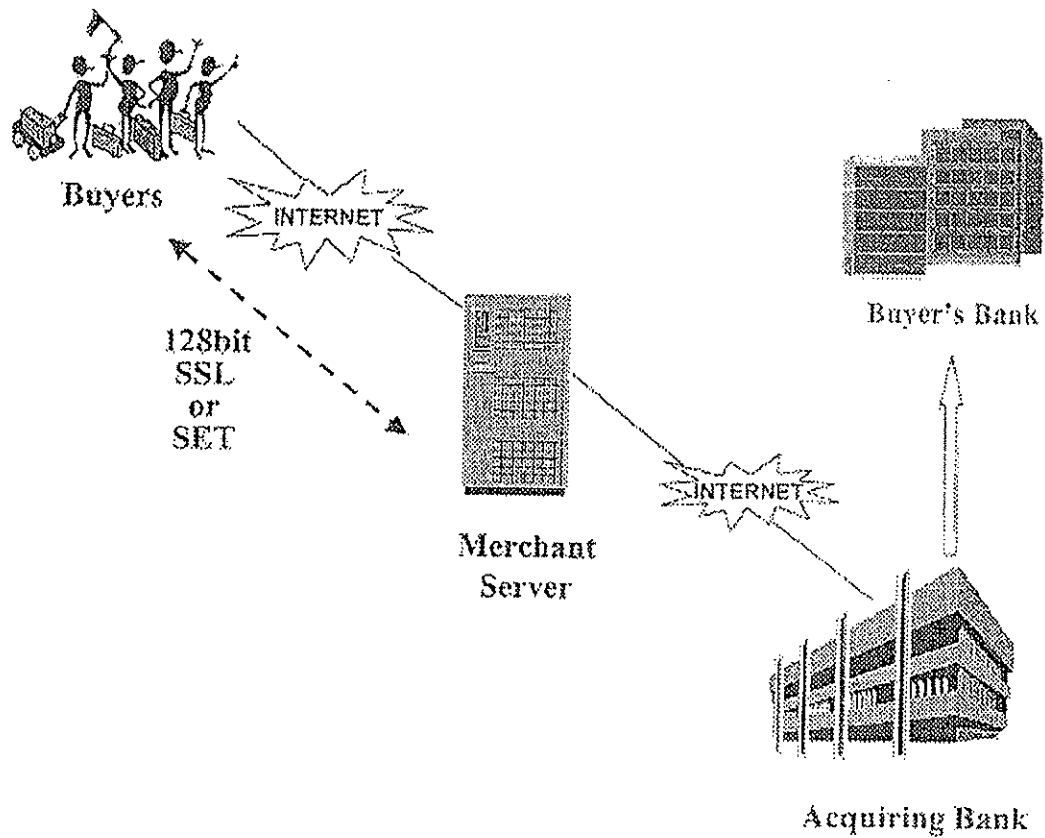 Buyers
INTERNET
Buyer's Bank
128bit
SSL
or
SET
INTERNET
Merchant
Server
Acquiring Bank